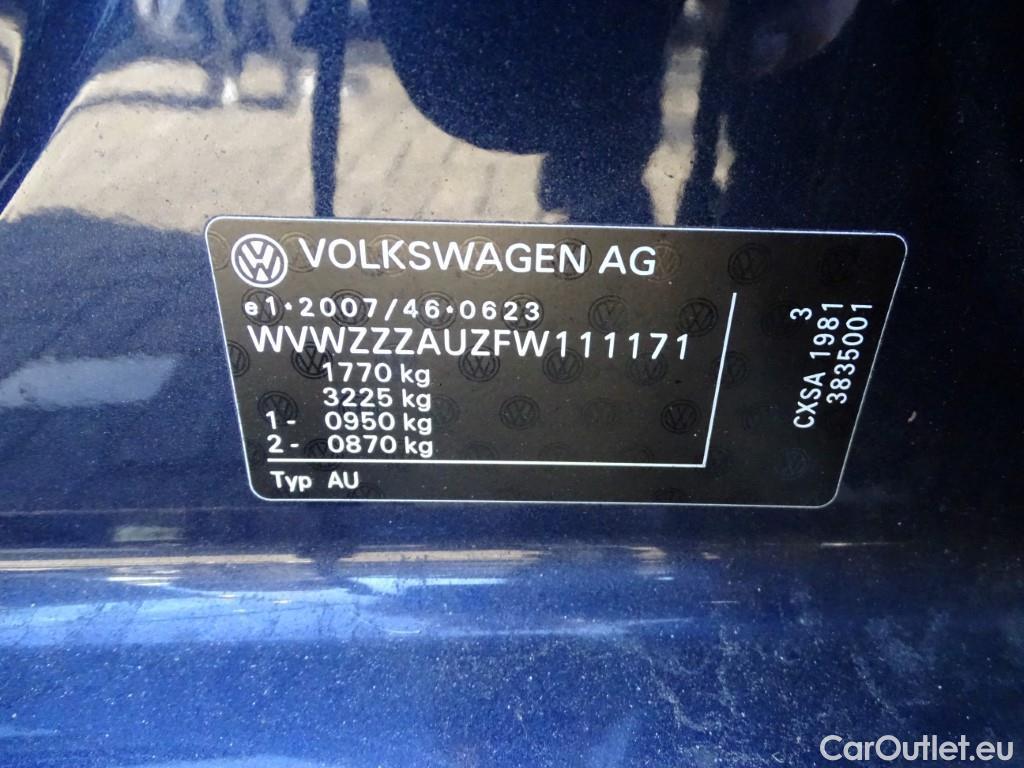 VOLKSWAGEN AG
e1*2007/46*0623
WVWZZZAUZFW111171
1770 kg
3225 kg
1- 0950 kg
2- 0870 kg
Typ AU
3
CXSA 1981
3835001
CarOutlet.eu